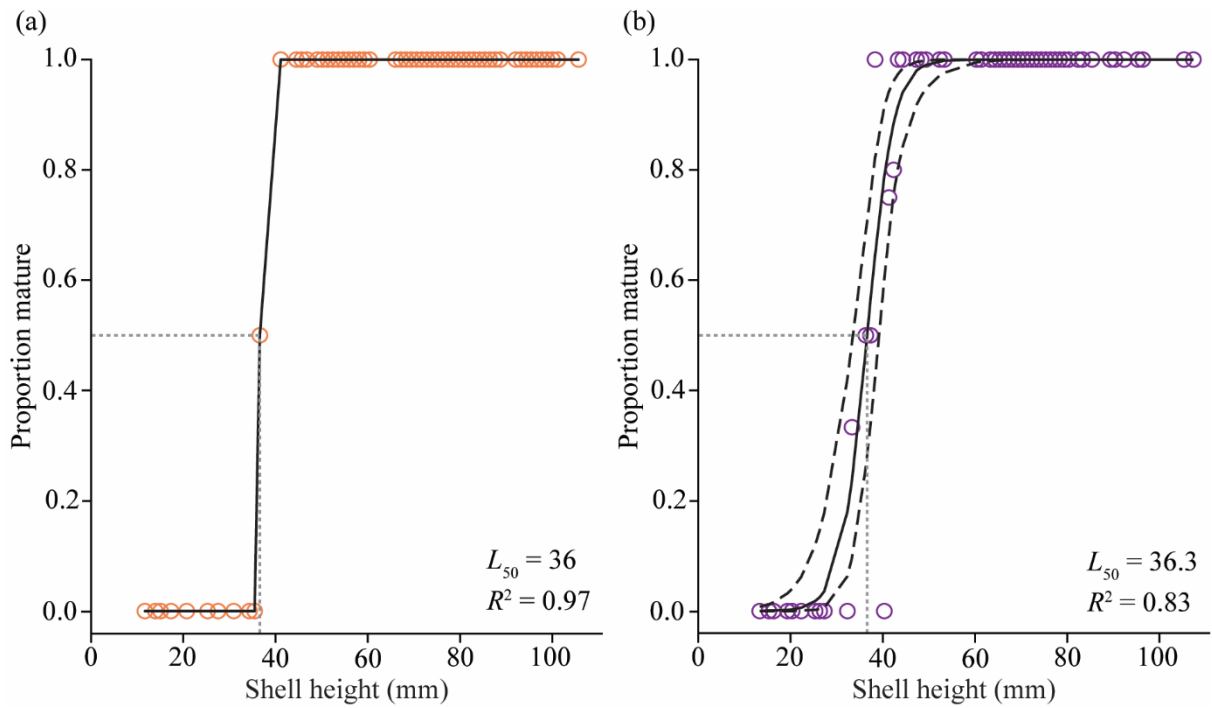 (a)
1.0
0.8
0.6
0.4
0.2
0.0
Proportion mature
L50 = 36
R2 = 0.97
0 20 40 60 80 100
Shell height (mm)
(b)
1.0
0.8
0.6
0.4
0.2
0.0
Proportion mature
L50 = 36.3
R2 = 0.83
0 20 40 60 80 100
Shell height (mm)